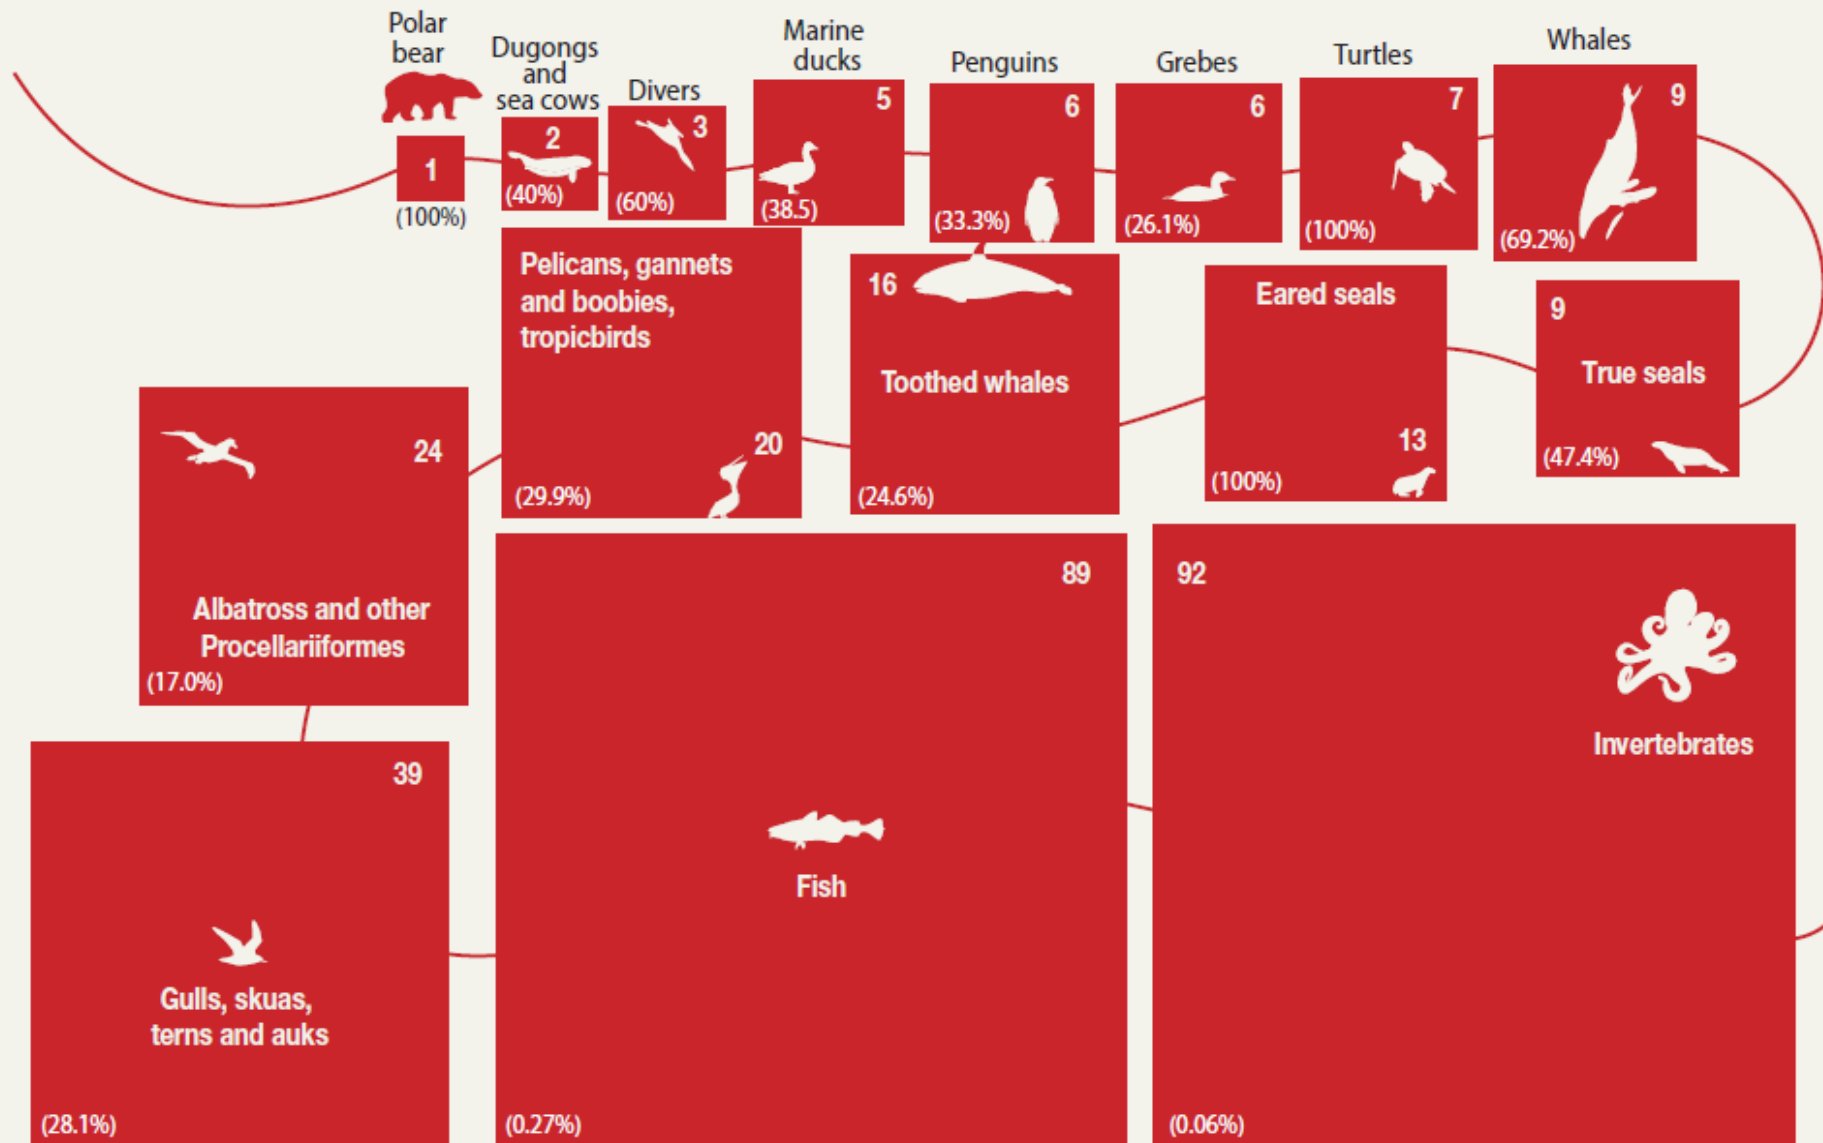 Polar
bear
1
(100%)
Dugongs
and
sea cows
2
(40%)
Divers
3
(60%)
Marine
ducks
5
(38.5)
Penguins
6
(33.3%)
Grebes
6
(26.1%)
Turtles
7
(100%)
Whales
9
(69.2%)
Pelicans, gannets
and boobies,
tropicbirds
20
(29.9%)
16
Toothed whales
(24.6%)
Eared seals
13
(100%)
9
True seals
(47.4%)
24
Albatross and other
Procellariiformes
(17.0%)
39
Gulls, skuas,
terns and auks
(28.1%)
89
Fish
(0.27%)
92
Invertebrates
(0.06%)